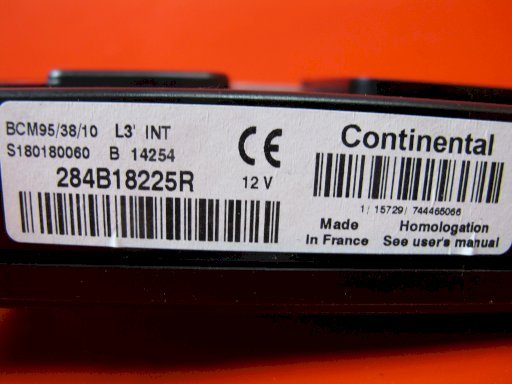 BCM95/38/10 L3' INT
S180180060 B 14254
284B18225R
CE
12 V
Continental
1/ 15729/ 744466066
Made
In France
Homologation
See user's manual